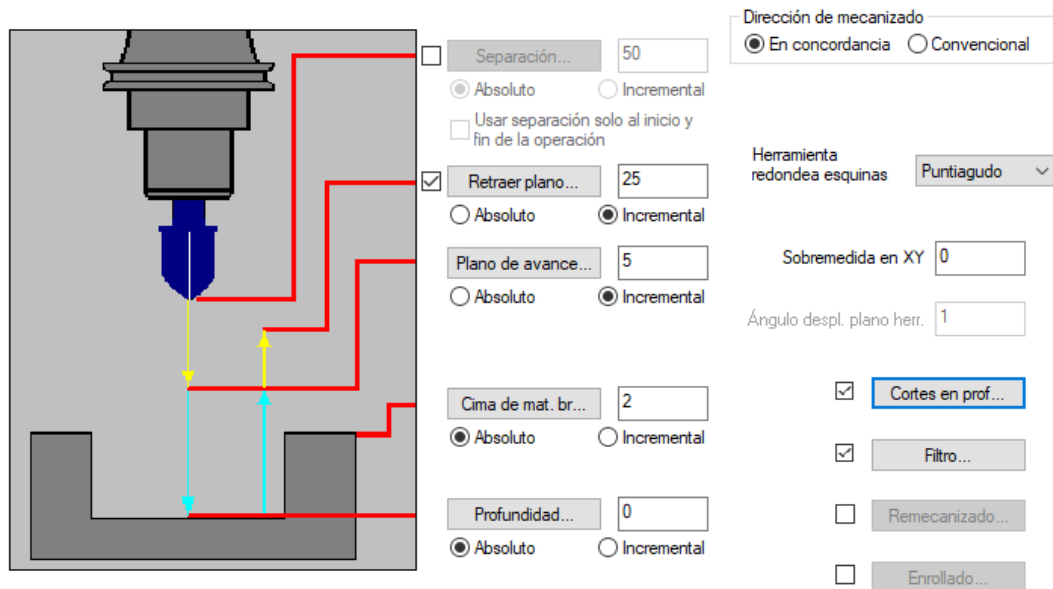 Dirección de mecanizado
En concordancia Convencional
Separación... 50
Absoluto Incremental
Usar separación solo al inicio y
fin de la operación
Herramienta
redondea esquinas Puntiagudo
Retraer plano... 25
Absoluto Incremental
Plano de avance... 5
Absoluto Incremental
Sobremedida en XY 0
Ángulo despl. plano herr. 1
Cima de mat. br... 2
Absoluto Incremental
Cortes en prof...
Filtro...
Profundidad... 0
Absoluto Incremental
Remecanizado...
Enrollado...